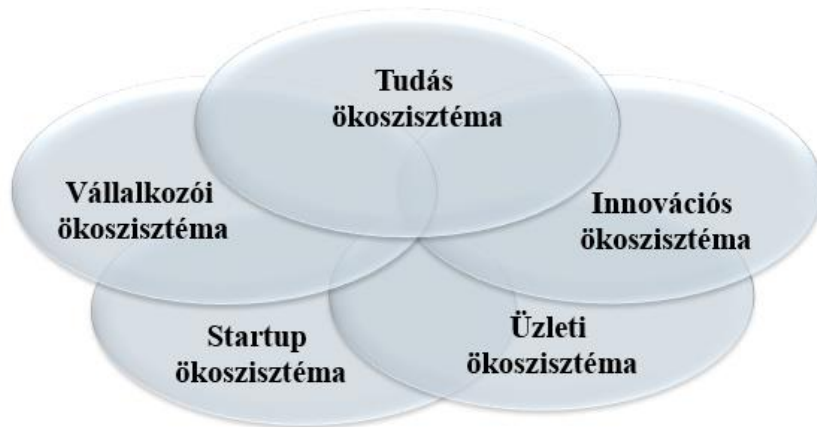 Tudás
ökoszisztéma
Vállalkozói
ökoszisztéma
Innovációs
ökoszisztéma
Startup
ökoszisztéma
Üzleti
ökoszisztéma